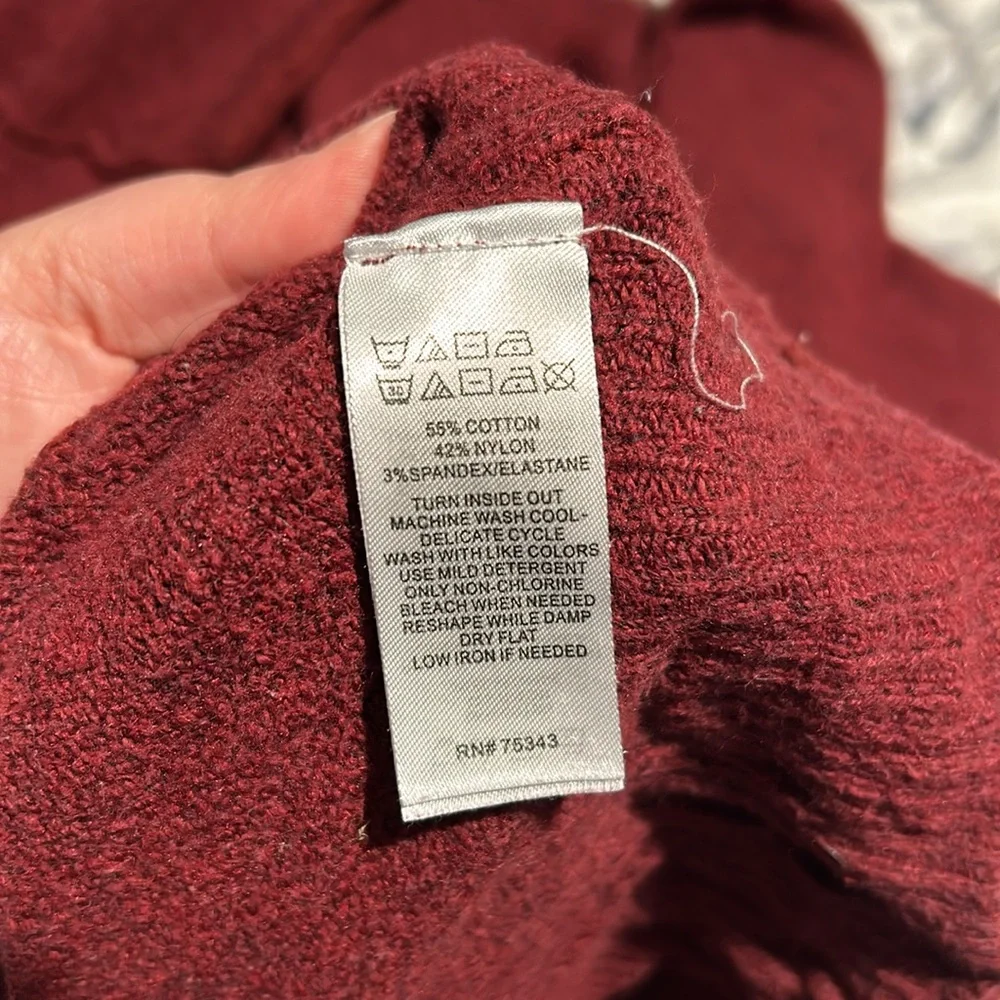 30
55% COTTON
42% NYLON
3%SPANDEX/ELASTANE
TURN INSIDE OUT
MACHINE WASH COOL-
DELICATE CYCLE
WASH WITH LIKE COLORS
USE MILD DETERGENT
ONLY NON-CHLORINE
BLEACH WHEN NEEDED
RESHAPE WHILE DAMP
DRY FLAT
LOW IRON IF NEEDED
RN# 75343